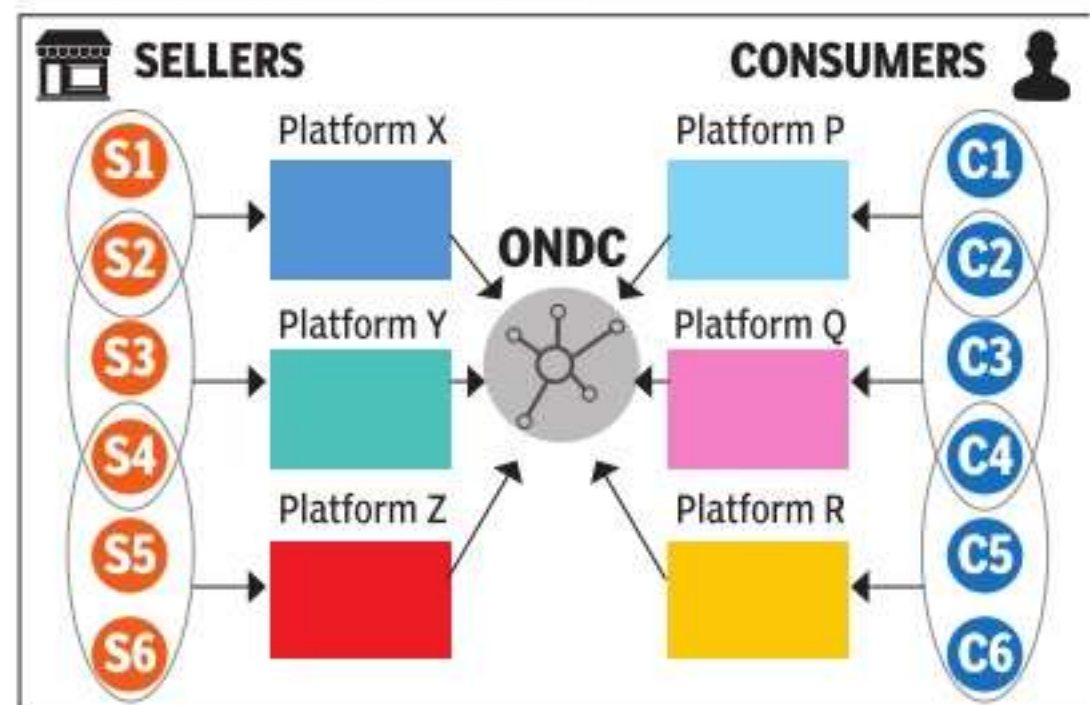 SELLERS
CONSUMERS
Platform X
Platform P
S1
C1
S2
ONDC
C2
Platform Y
Platform Q
S3
C3
S4
C4
Platform Z
Platform R
S5
C5
S6
C6